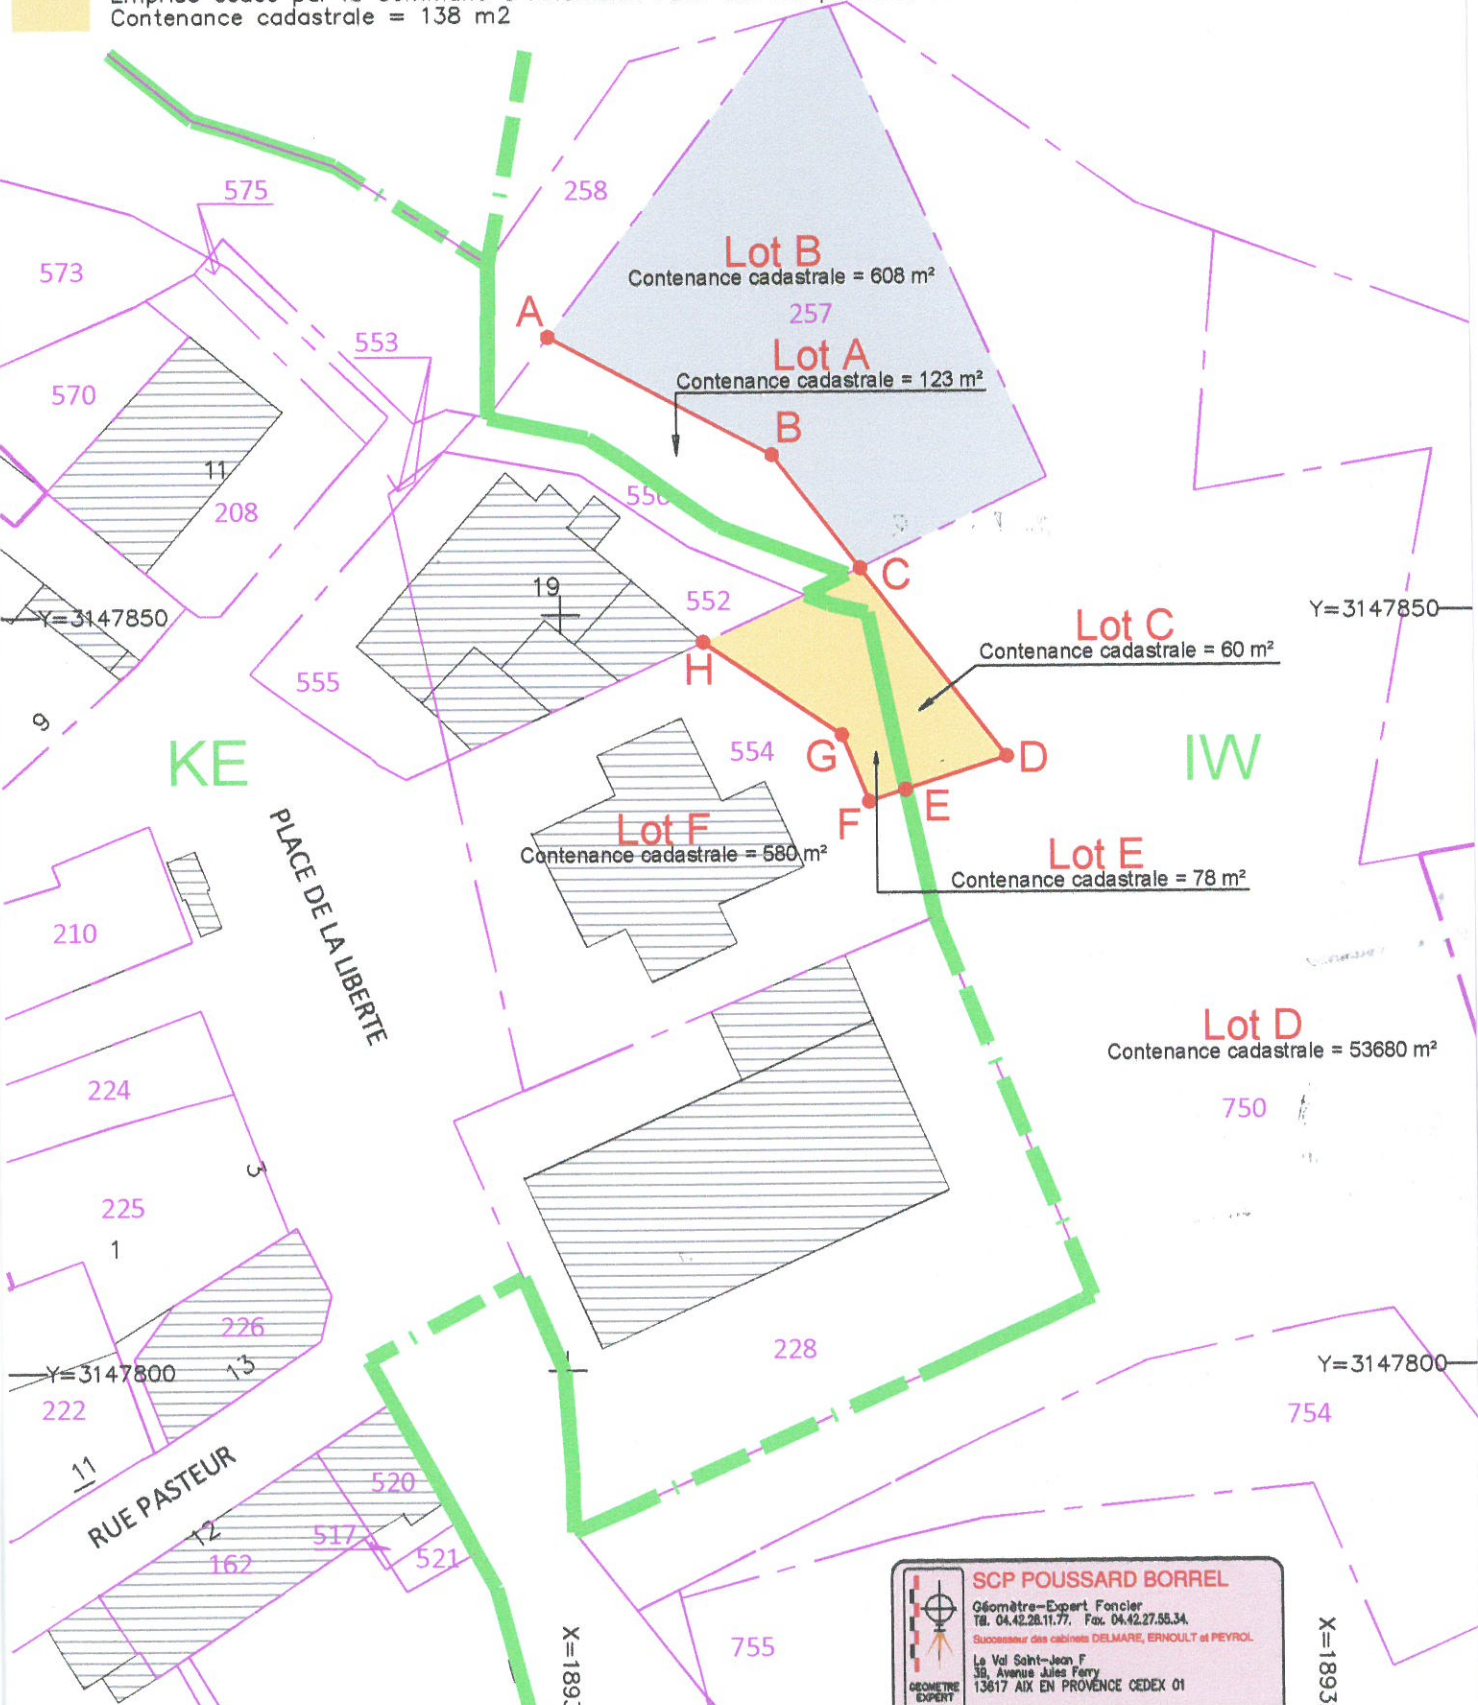 Contenance cadastrale = 138 m2
575
258
573
Lot B
Contenance cadastrale = 608 m²
257
A
553
Lot A
Contenance cadastrale = 123 m²
570
B
11
208
C
19
552
Y=3147850
Y=3147850
Lot C
Contenance cadastrale = 60 m²
H
555
9
KE
554
G
D
IW
E
F
PLACE DE LA LIBERTE
Lot F
Contenance cadastrale = 580 m²
Lot E
Contenance cadastrale = 78 m²
210
Lot D
Contenance cadastrale = 53680 m²
224
750
3
225
1
226
13
228
Y=3147800
Y=3147800
222
754
11
RUE PASTEUR
12
520
517
521
162
755
X=1893
X=1893
SCP POUSSARD BORREL
Géomètre-Expert Foncier
Tél. 04.42.28.11.77. Fax. 04.42.27.55.34.
Successeur des cabinets DELMARE, ERNOULT et PEYROL
Le Val Saint-Jean F
39, Avenue Jules Ferry
13617 AIX EN PROVENCE CEDEX 01
GEOMETRE
EXPERT